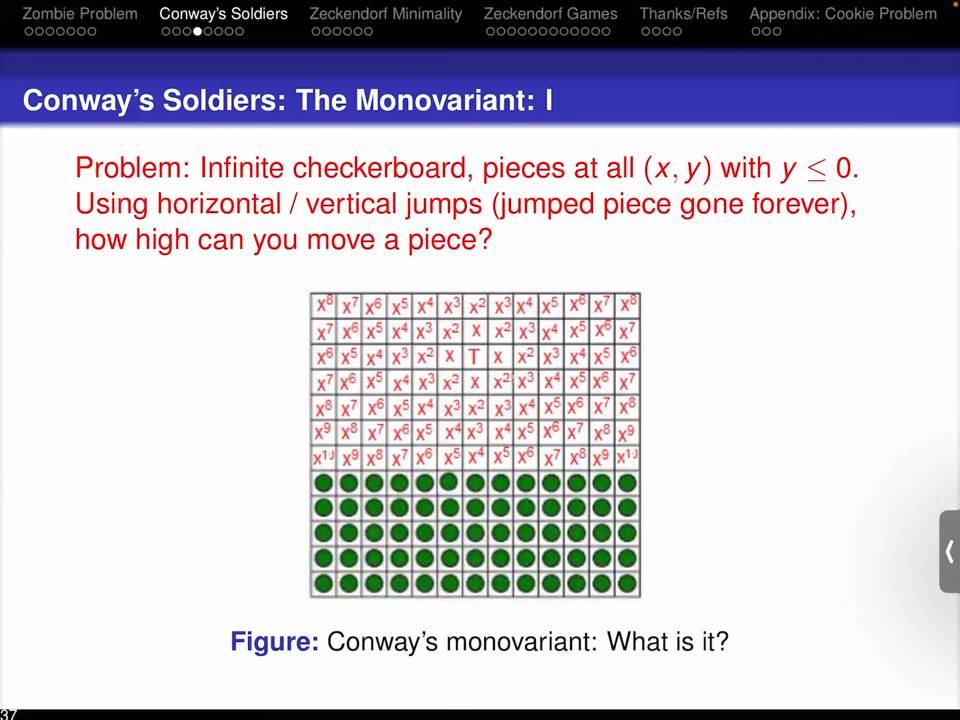 Zombie Problem Conway's Soldiers Zeckendorf Minimality Zeckendorf Games Thanks/Refs Appendix: Cookie Problem
Conway's Soldiers: The Monovariant: I
Problem: Infinite checkerboard, pieces at all (x, y) with y ≤ 0.
Using horizontal / vertical jumps (jumped piece gone forever),
how high can you move a piece?
x⁸ x⁷ x⁶ x⁵ x⁴ x³ x² x³ x⁴ x⁵ x⁶ x⁷ x⁸
x⁷ x⁶ x⁵ x⁴ x³ x² x x² x³ x⁴ x⁵ x⁶ x⁷
x⁶ x⁵ x⁴ x³ x² x T x x² x³ x⁴ x⁵ x⁶
x⁷ x⁶ x⁵ x⁴ x³ x² x x² x³ x⁴ x⁵ x⁶ x⁷
x⁸ x⁷ x⁶ x⁵ x⁴ x³ x² x³ x⁴ x⁵ x⁶ x⁷ x⁸
x⁹ x⁸ x⁷ x⁶ x⁵ x⁴ x³ x⁴ x⁵ x⁶ x⁷ x⁸ x⁹
x¹⁰ x⁹ x⁸ x⁷ x⁶ x⁵ x⁴ x⁵ x⁶ x⁷ x⁸ x⁹ x¹⁰
Figure: Conway's monovariant: What is it?
37